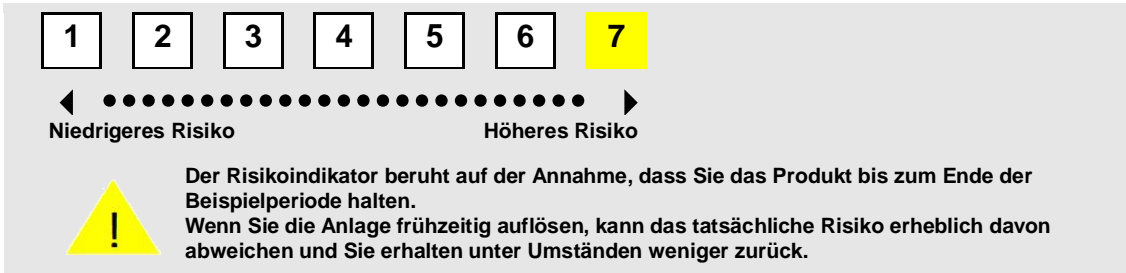 1 2 3 4 5 6 7
Niedrigeres Risiko Höheres Risiko
Der Risikoindikator beruht auf der Annahme, dass Sie das Produkt bis zum Ende der
Beispielperiode halten.
Wenn Sie die Anlage frühzeitig auflösen, kann das tatsächliche Risiko erheblich davon
abweichen und Sie erhalten unter Umständen weniger zurück.
!